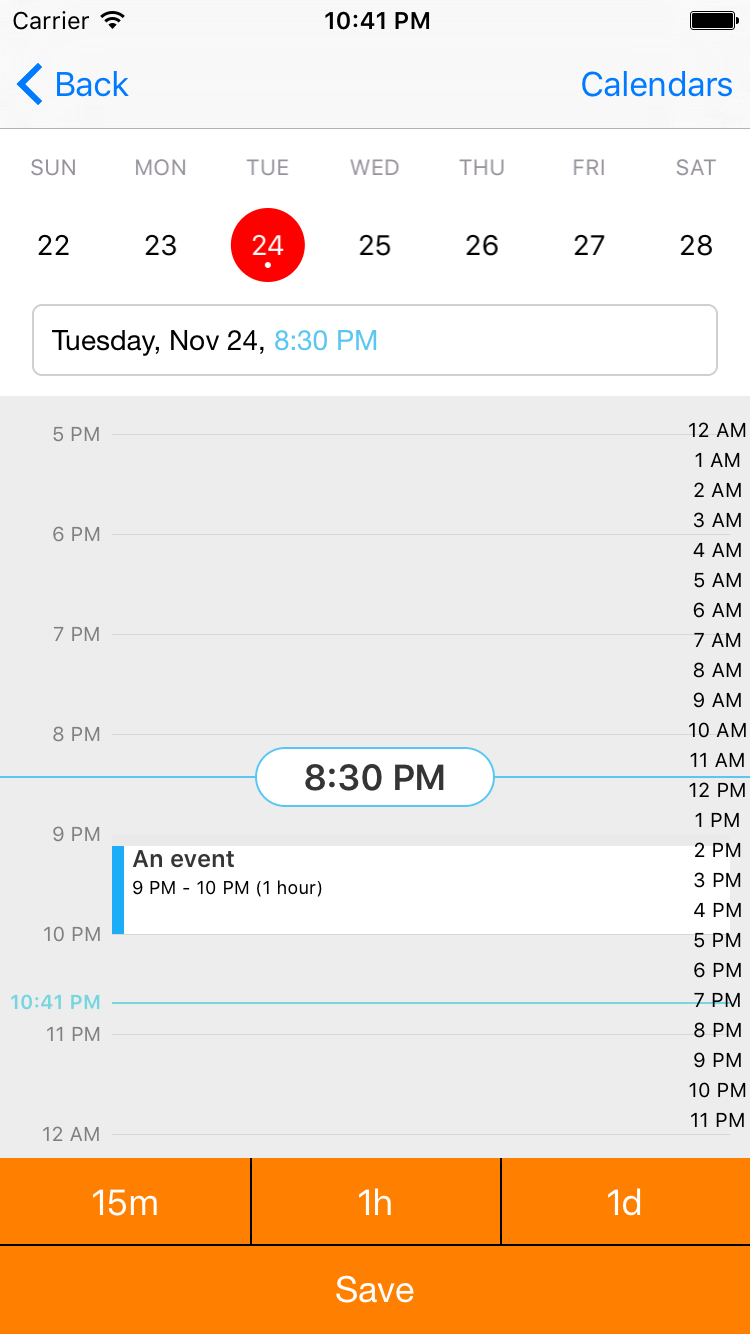 Carrier 10:41 PM
Back Calendars
SUN MON TUE WED THU FRI SAT
22 23 24 25 26 27 28
Tuesday, Nov 24, 8:30 PM
5 PM
6 PM
7 PM
8 PM
8:30 PM
9 PM
An event
9 PM - 10 PM (1 hour)
10 PM
10:41 PM
11 PM
12 AM
12 AM
1 AM
2 AM
3 AM
4 AM
5 AM
6 AM
7 AM
8 AM
9 AM
10 AM
11 AM
12 PM
1 PM
2 PM
3 PM
4 PM
5 PM
6 PM
7 PM
8 PM
9 PM
10 PM
11 PM
15m 1h 1d
Save